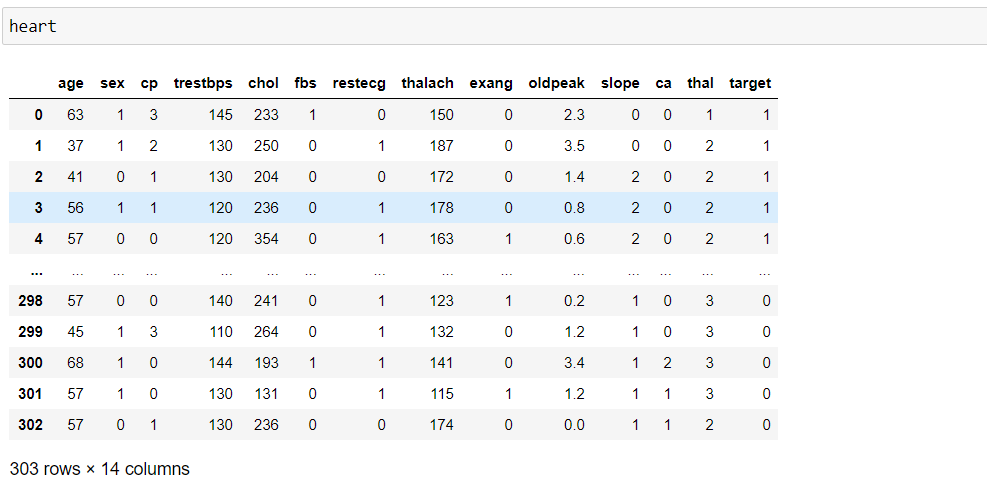 heart
age sex cp trestbps chol fbs restecg thalach exang oldpeak slope ca thal target
0 63 1 3 145 233 1 0 150 0 2.3 0 0 1 1
1 37 1 2 130 250 0 1 187 0 3.5 0 0 2 1
2 41 0 1 130 204 0 0 172 0 1.4 2 0 2 1
3 56 1 1 120 236 0 1 178 0 0.8 2 0 2 1
4 57 0 0 120 354 0 1 163 1 0.6 2 0 2 1
... ... ... ... ... ... ... ... ... ... ... ... ... ... ...
298 57 0 0 140 241 0 1 123 1 0.2 1 0 3 0
299 45 1 3 110 264 0 1 132 0 1.2 1 0 3 0
300 68 1 0 144 193 1 1 141 0 3.4 1 2 3 0
301 57 1 0 130 131 0 1 115 1 1.2 1 1 3 0
302 57 0 1 130 236 0 0 174 0 0.0 1 1 2 0
303 rows × 14 columns